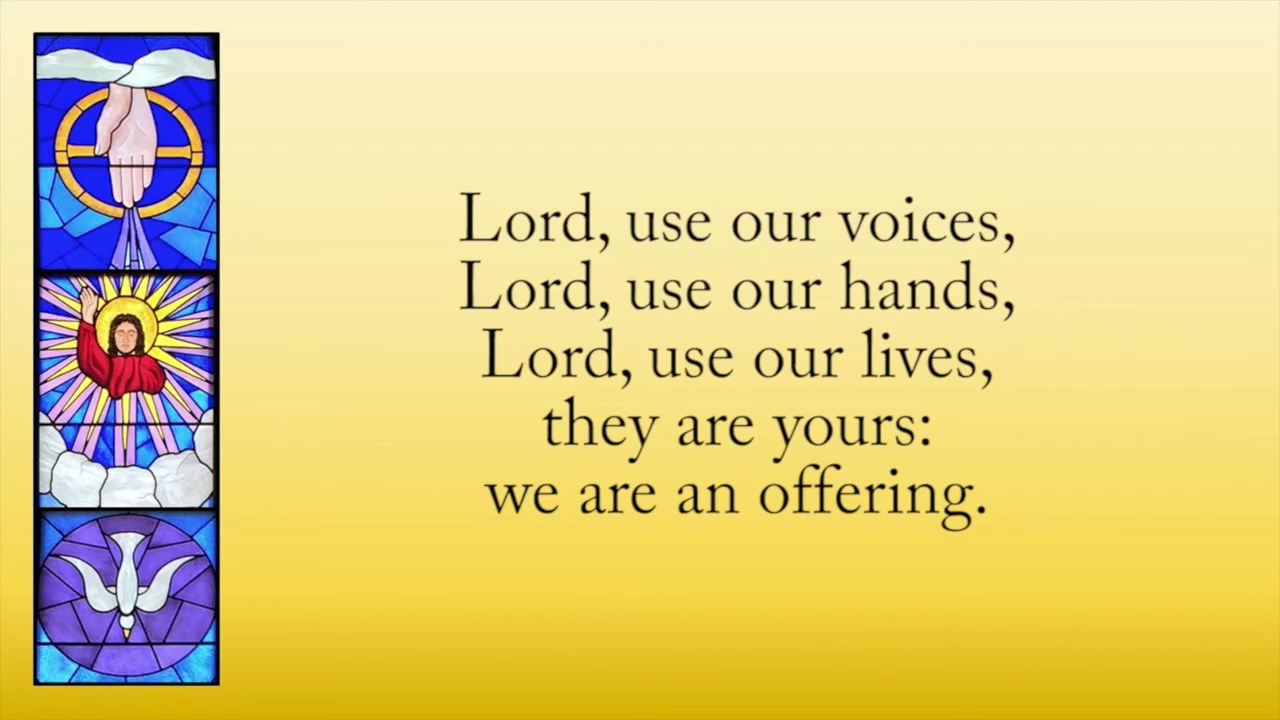 Lord, use our voices,
Lord, use our hands,
Lord, use our lives,
they are yours:
we are an offering.